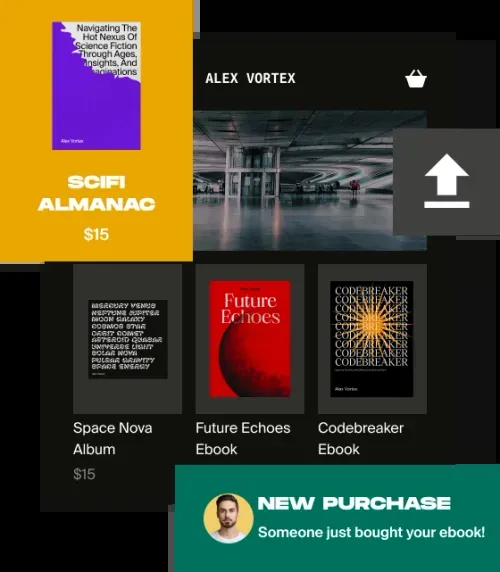 Navigating The
Hot Nexus Of
Science Fiction
Through Ages,
Insights, And
Alex Vortex
SCIFI
ALMANAC
$15
ALEX VORTEX
MERCURY VENUS
NEPTUNE JUPITER
MOON GALAXY
COSMOS STAR
ORBIT COMET
ASTEROID QUASAR
UNIVERSE LIGHT
SOLAR NOVA
PULSAR GRAVITY
SPACE ENERGY
Future
Echoes
CODEBREAKER
CODEBREAKER
CODEBREAKER
CODEBREAKER
CODEBREAKER
CODEBREAKER
CODEBREAKER
CODEBREAKER
Alex Vortex
Space Nova
Album
$15
Future Echoes
Ebook
Codebreaker
Ebook
NEW PURCHASE
Someone just bought your ebook!